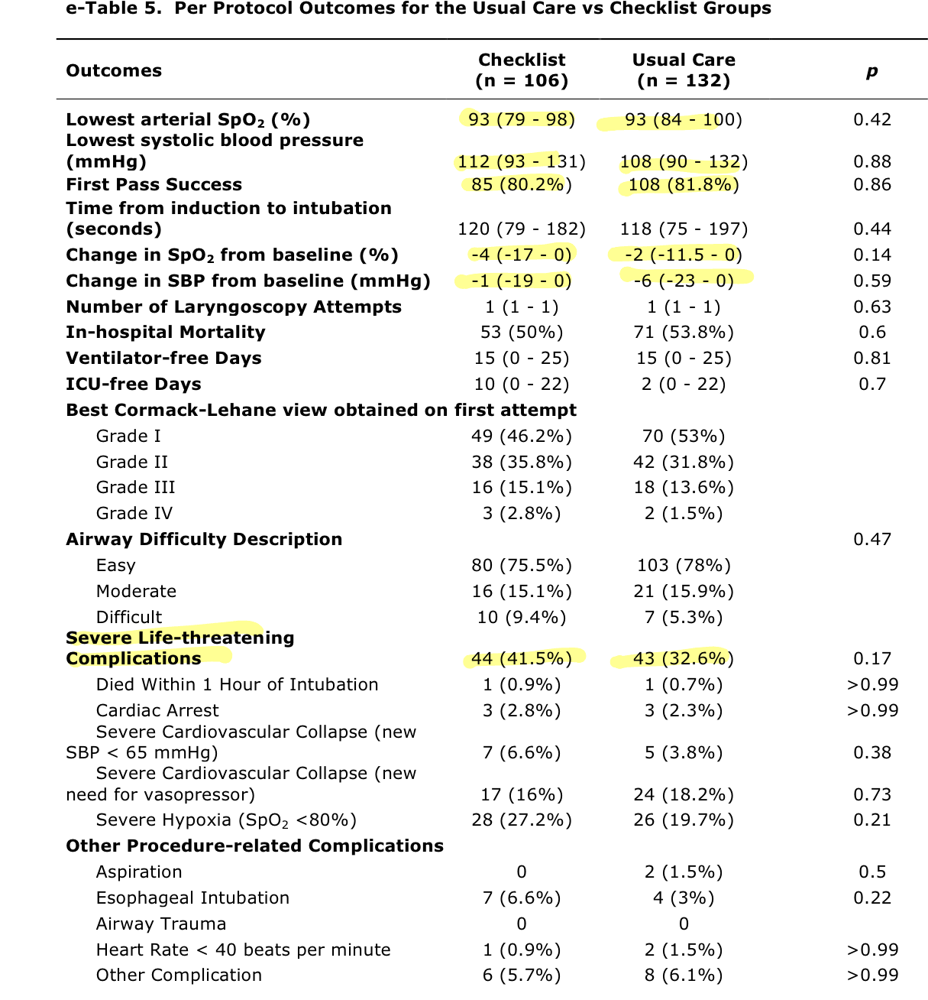 e-Table 5.  Per Protocol Outcomes for the Usual Care vs Checklist Groups
Outcomes Checklist (n = 106) Usual Care (n = 132) p
Lowest arterial SpO₂ (%) 93 (79 - 98) 93 (84 - 100) 0.42
Lowest systolic blood pressure
(mmHg) 112 (93 - 131) 108 (90 - 132) 0.88
First Pass Success 85 (80.2%) 108 (81.8%) 0.86
Time from induction to intubation
(seconds) 120 (79 - 182) 118 (75 - 197) 0.44
Change in SpO₂ from baseline (%) -4 (-17 - 0) -2 (-11.5 - 0) 0.14
Change in SBP from baseline (mmHg) -1 (-19 - 0) -6 (-23 - 0) 0.59
Number of Laryngoscopy Attempts 1 (1 - 1) 1 (1 - 1) 0.63
In-hospital Mortality 53 (50%) 71 (53.8%) 0.6
Ventilator-free Days 15 (0 - 25) 15 (0 - 25) 0.81
ICU-free Days 10 (0 - 22) 2 (0 - 22) 0.7
Best Cormack-Lehane view obtained on first attempt
Grade I 49 (46.2%) 70 (53%)
Grade II 38 (35.8%) 42 (31.8%)
Grade III 16 (15.1%) 18 (13.6%)
Grade IV 3 (2.8%) 2 (1.5%)
Airway Difficulty Description 0.47
Easy 80 (75.5%) 103 (78%)
Moderate 16 (15.1%) 21 (15.9%)
Difficult 10 (9.4%) 7 (5.3%)
Severe Life-threatening
Complications 44 (41.5%) 43 (32.6%) 0.17
Died Within 1 Hour of Intubation 1 (0.9%) 1 (0.7%) >0.99
Cardiac Arrest 3 (2.8%) 3 (2.3%) >0.99
Severe Cardiovascular Collapse (new
SBP < 65 mmHg) 7 (6.6%) 5 (3.8%) 0.38
Severe Cardiovascular Collapse (new
need for vasopressor) 17 (16%) 24 (18.2%) 0.73
Severe Hypoxia (SpO₂ <80%) 28 (27.2%) 26 (19.7%) 0.21
Other Procedure-related Complications
Aspiration 0 2 (1.5%) 0.5
Esophageal Intubation 7 (6.6%) 4 (3%) 0.22
Airway Trauma 0 0
Heart Rate < 40 beats per minute 1 (0.9%) 2 (1.5%) >0.99
Other Complication 6 (5.7%) 8 (6.1%) >0.99